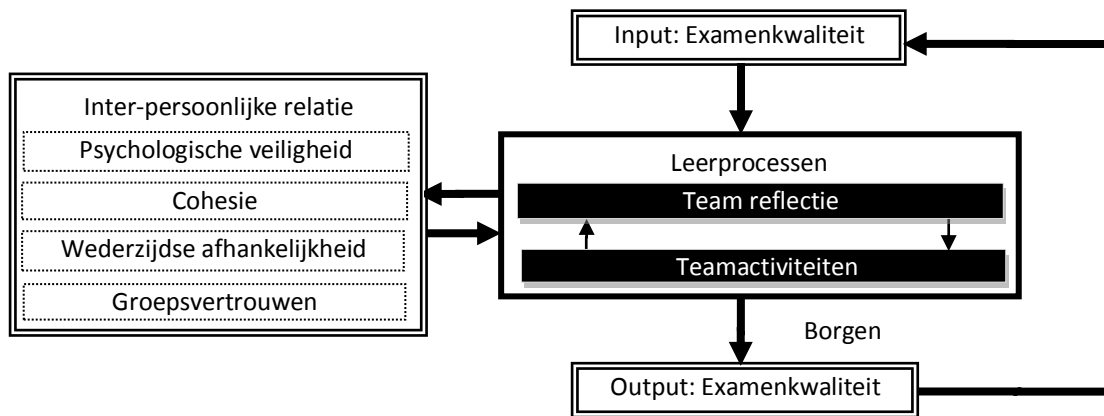 Input: Examenkwaliteit
Inter-persoonlijke relatie
Psychologische veiligheid
Cohesie
Wederzijdse afhankelijkheid
Groepsvertrouwen
Leerprocessen
Team reflectie
Teamactiviteiten
Borgen
Output: Examenkwaliteit